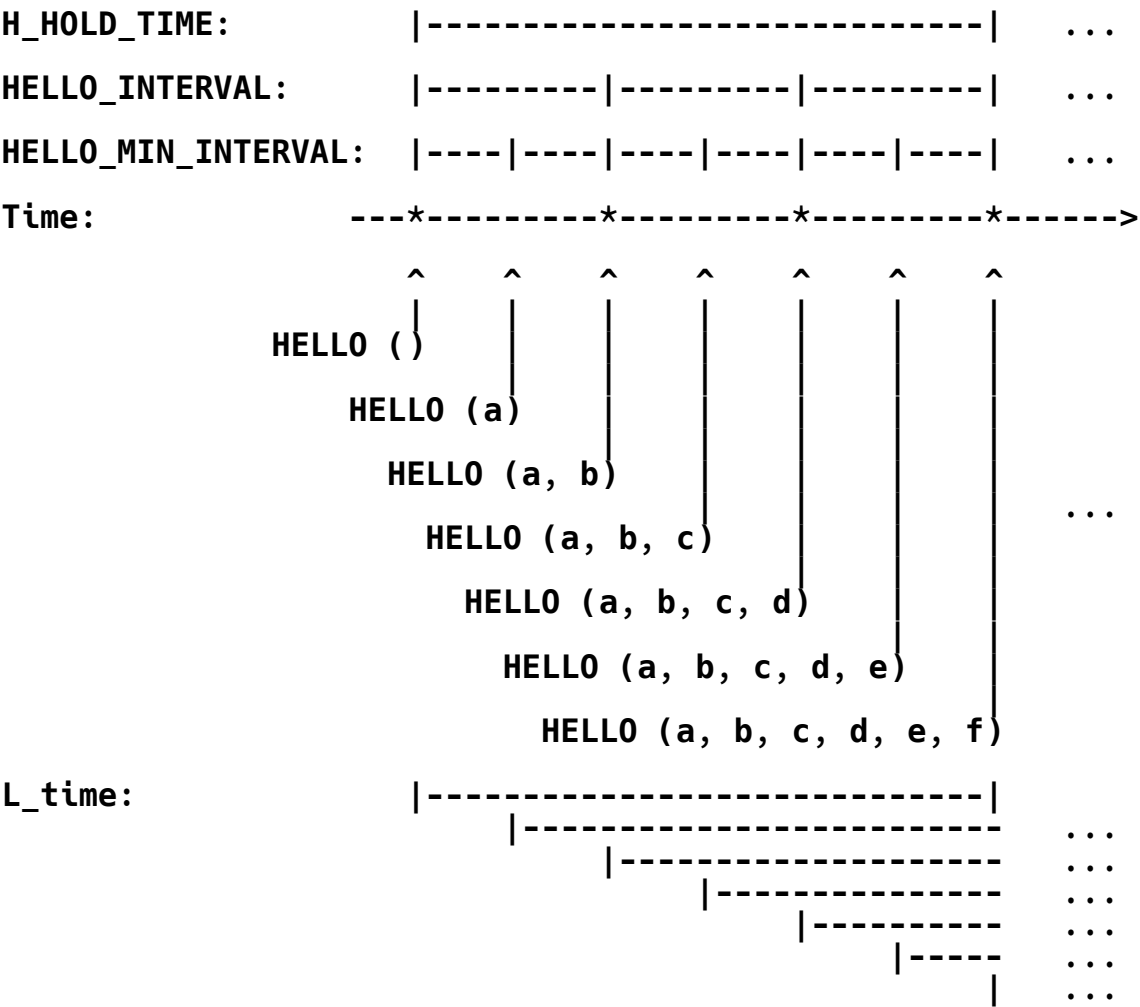 H_HOLD_TIME:         |-----------------------------|   ...
HELLO_INTERVAL:      |---------|---------|---------|   ...
HELLO_MIN_INTERVAL:  |----|----|----|----|----|----|   ...
Time:             ---*---------*---------*---------*------>
                     ^    ^    ^    ^    ^    ^    ^
                     |    |    |    |    |    |    |
              HELLO ()    |    |    |    |    |    |
                          |    |    |    |    |    |
                  HELLO (a)    |    |    |    |    |
                               |    |    |    |    |
                    HELLO (a, b)    |    |    |    |
                                    |    |    |    |   ...
                      HELLO (a, b, c)    |    |    |
                                         |    |    |
                        HELLO (a, b, c, d)    |    |
                                              |    |
                          HELLO (a, b, c, d, e)    |
                                                   |
                            HELLO (a, b, c, d, e, f)
L_time:              |-----------------------------|
                          |-------------------------   ...
                               |--------------------   ...
                                    |---------------   ...
                                         |----------   ...
                                              |-----   ...
                                                   |   ...